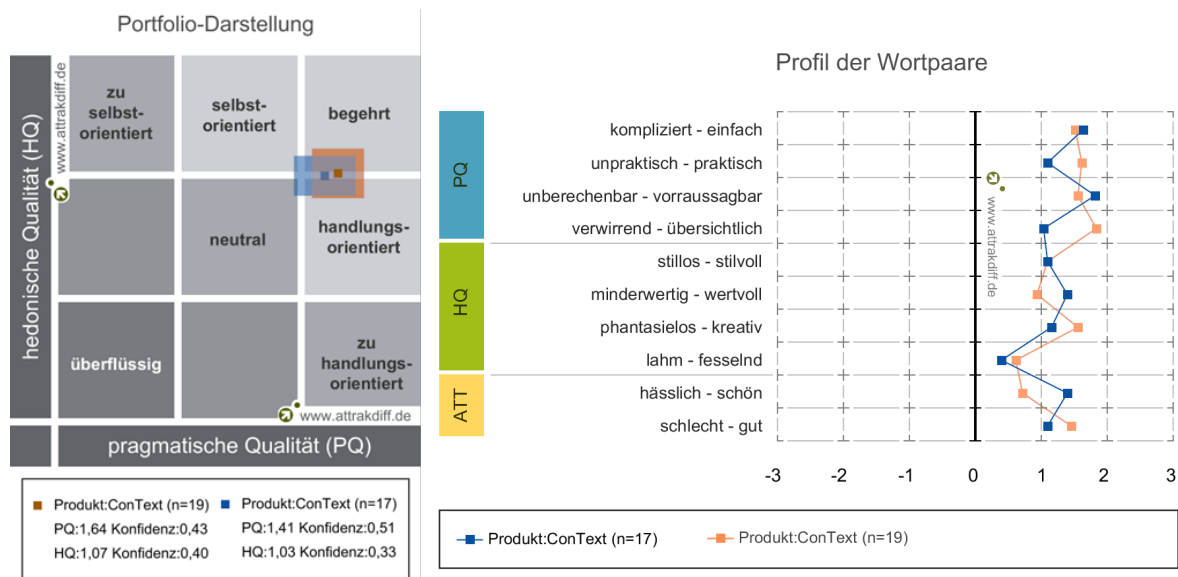 Portfolio-Darstellung
hedonische Qualität (HQ)
www.attrakdiff.de
zu
selbst-
orientiert
selbst-
orientiert
begehrt
neutral
handlungs-
orientiert
überflüssig
zu
handlungs-
orientiert
www.attrakdiff.de
pragmatische Qualität (PQ)
Produkt:ConText (n=19)
PQ:1,64 Konfidenz:0,43
HQ:1,07 Konfidenz:0,40
Produkt:ConText (n=17)
PQ:1,41 Konfidenz:0,51
HQ:1,03 Konfidenz:0,33
Profil der Wortpaare
PQ
kompliziert - einfach
unpraktisch - praktisch
unberechenbar - vorraussagbar
verwirrend - übersichtlich
HQ
stillos - stilvoll
minderwertig - wertvoll
phantasielos - kreativ
lahm - fesselnd
ATT
hässlich - schön
schlecht - gut
www.attrakdiff.de
-3 -2 -1 0 1 2 3
Produkt:ConText (n=17) Produkt:ConText (n=19)